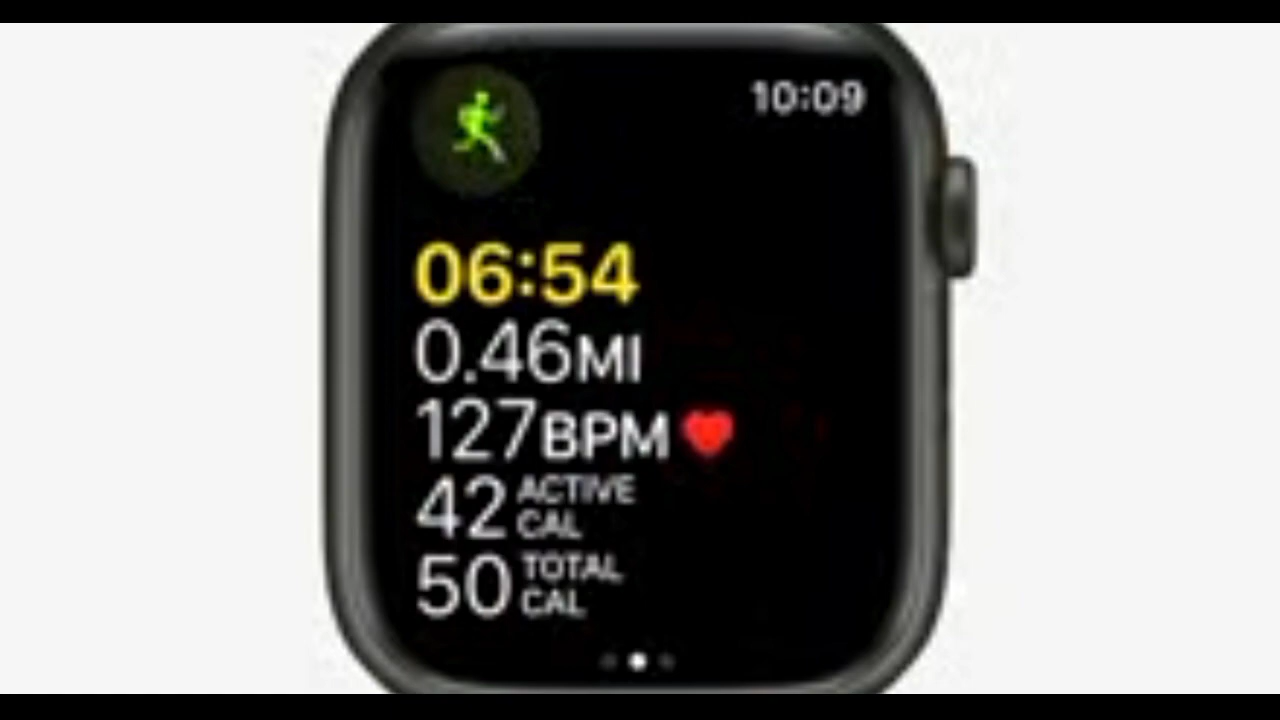 10:09
06:54
0.46MI
127BPM
42 ACTIVE CAL
50 TOTAL CAL